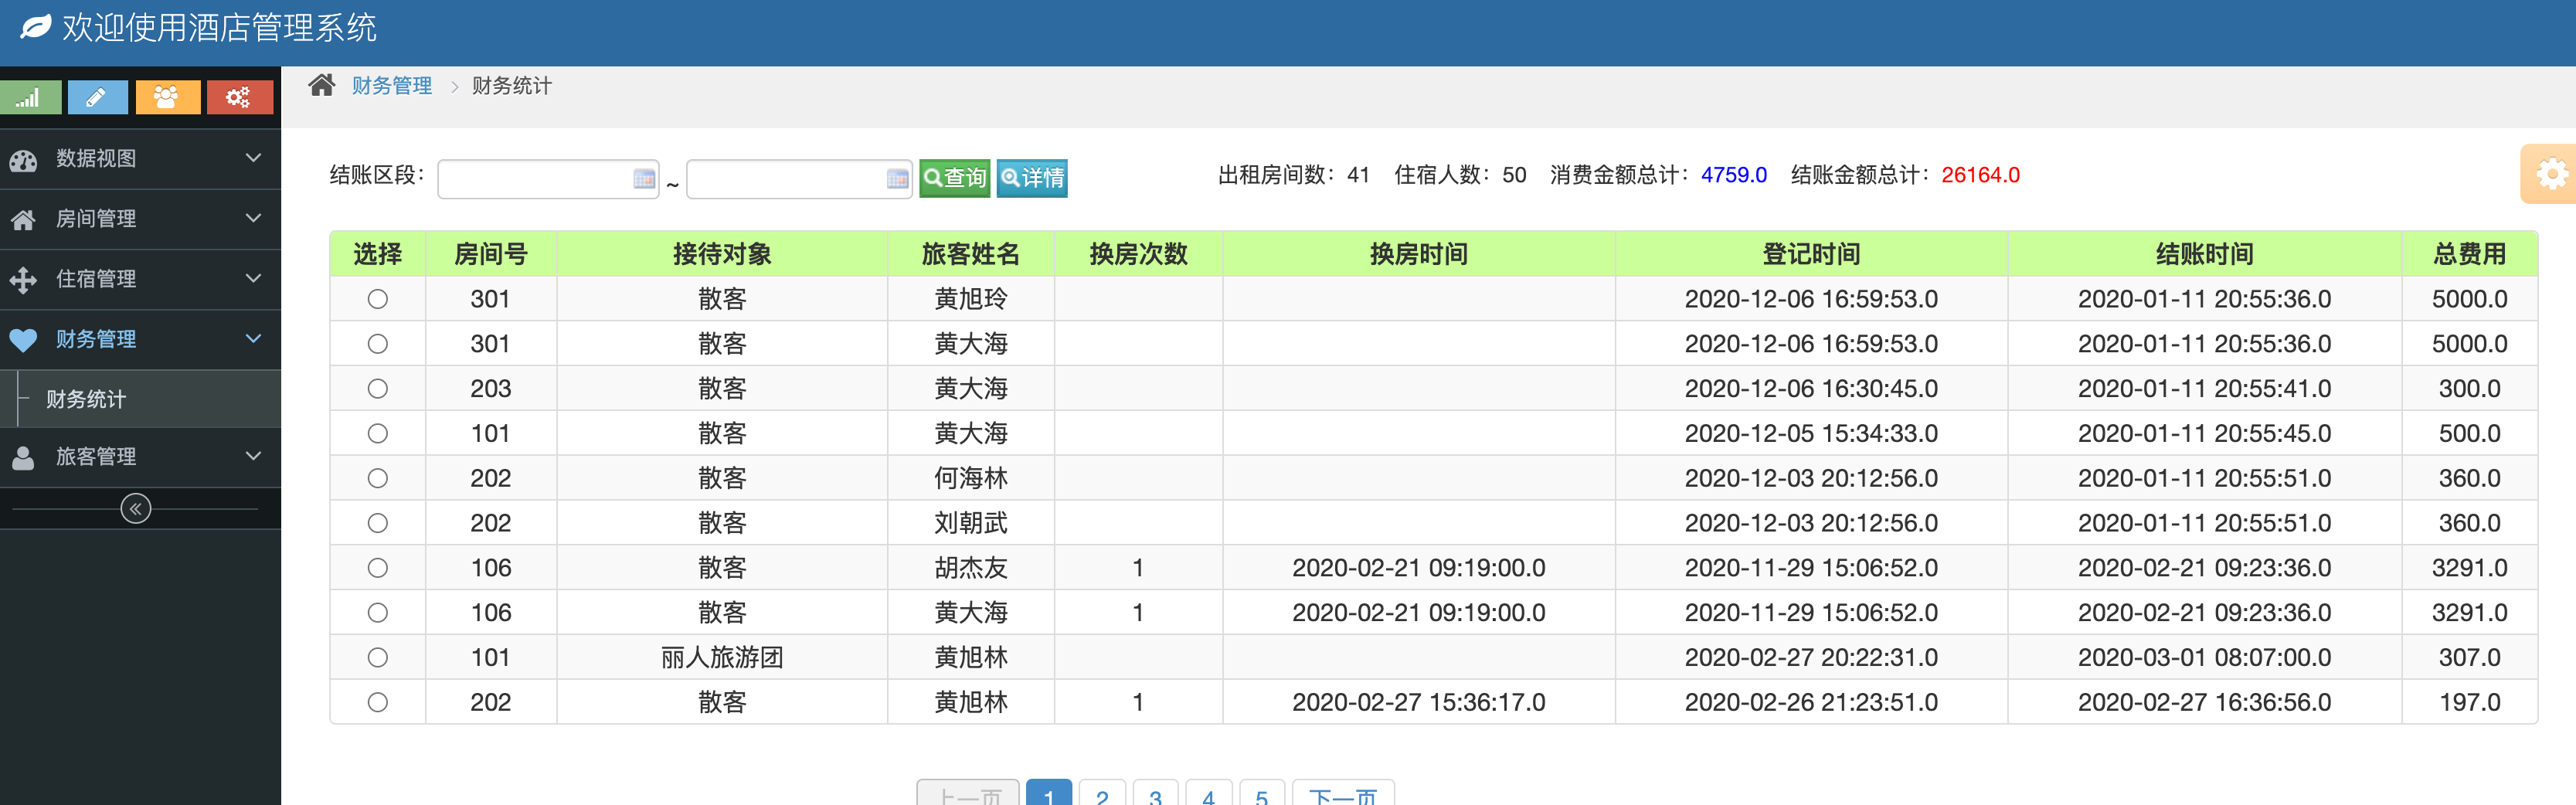 欢迎使用酒店管理系统
财务管理 > 财务统计
数据视图
房间管理
住宿管理
财务管理
财务统计
旅客管理
结账区段： ~ 查询 详情 出租房间数：41 住宿人数：50 消费金额总计：4759.0 结账金额总计：26164.0
选择 房间号 接待对象 旅客姓名 换房次数 换房时间 登记时间 结账时间 总费用
301 散客 黄旭玲 2020-12-06 16:59:53.0 2020-01-11 20:55:36.0 5000.0
301 散客 黄大海 2020-12-06 16:59:53.0 2020-01-11 20:55:36.0 5000.0
203 散客 黄大海 2020-12-06 16:30:45.0 2020-01-11 20:55:41.0 300.0
101 散客 黄大海 2020-12-05 15:34:33.0 2020-01-11 20:55:45.0 500.0
202 散客 何海林 2020-12-03 20:12:56.0 2020-01-11 20:55:51.0 360.0
202 散客 刘朝武 2020-12-03 20:12:56.0 2020-01-11 20:55:51.0 360.0
106 散客 胡杰友 1 2020-02-21 09:19:00.0 2020-11-29 15:06:52.0 2020-02-21 09:23:36.0 3291.0
106 散客 黄大海 1 2020-02-21 09:19:00.0 2020-11-29 15:06:52.0 2020-02-21 09:23:36.0 3291.0
101 丽人旅游团 黄旭林 2020-02-27 20:22:31.0 2020-03-01 08:07:00.0 307.0
202 散客 黄旭林 1 2020-02-27 15:36:17.0 2020-02-26 21:23:51.0 2020-02-27 16:36:56.0 197.0
上一页 1 2 3 4 5 下一页